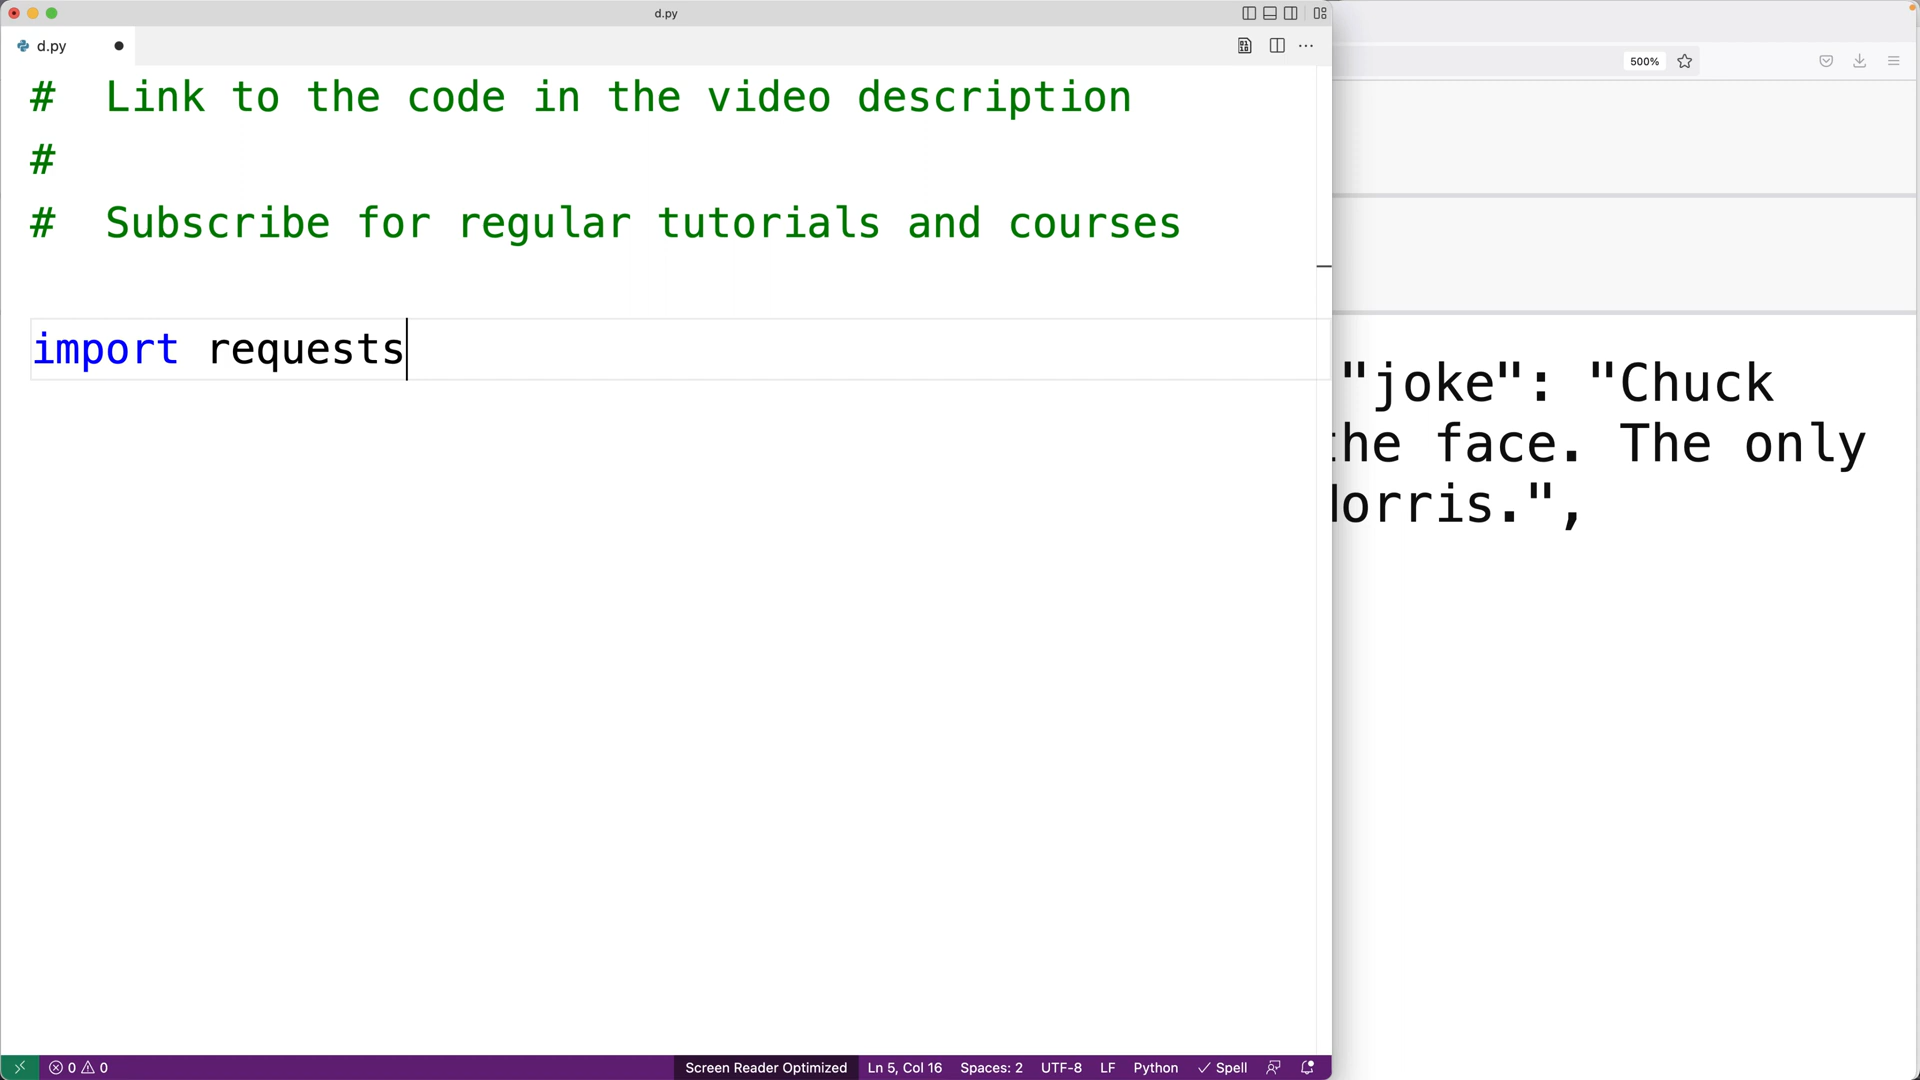 d.py
d.py
500%
# Link to the code in the video description
#
# Subscribe for regular tutorials and courses
import requests
"joke": "Chuck
the face. The only
Norris.",
0 0
Screen Reader Optimized
Ln 5, Col 16
Spaces: 2
UTF-8
LF
Python
Spell